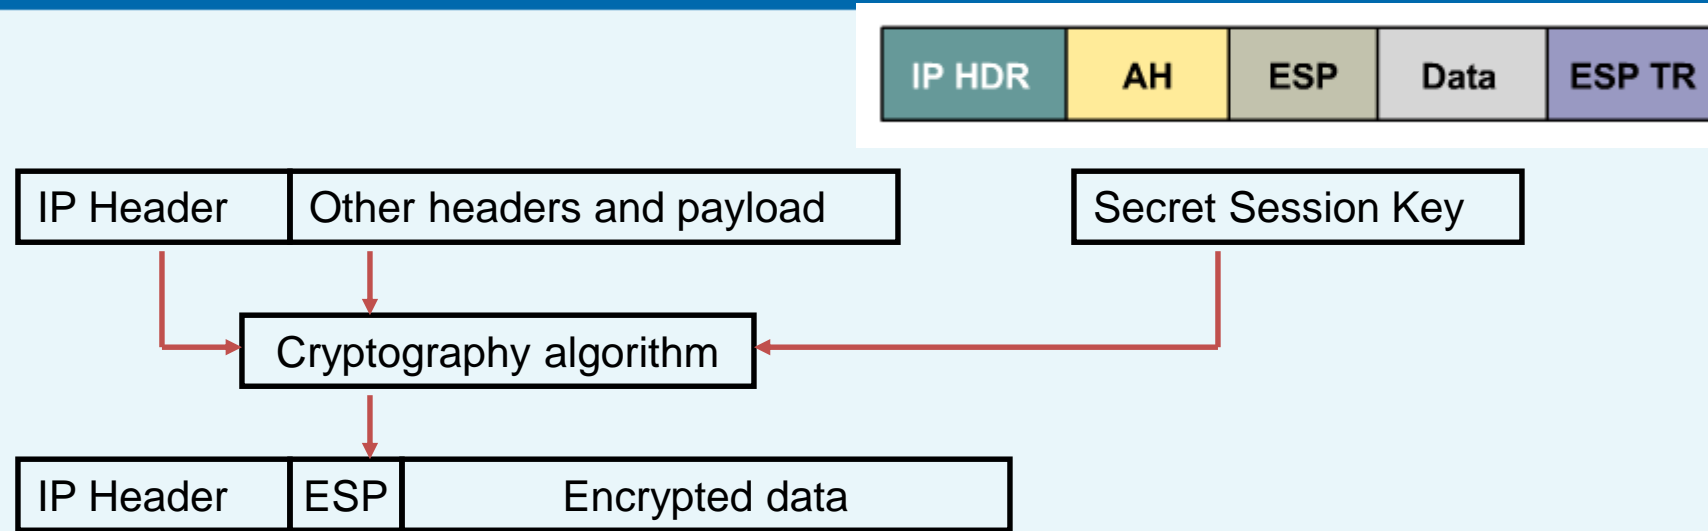 IP HDR AH ESP Data ESP TR
IP Header Other headers and payload Secret Session Key
Cryptography algorithm
IP Header ESP Encrypted data